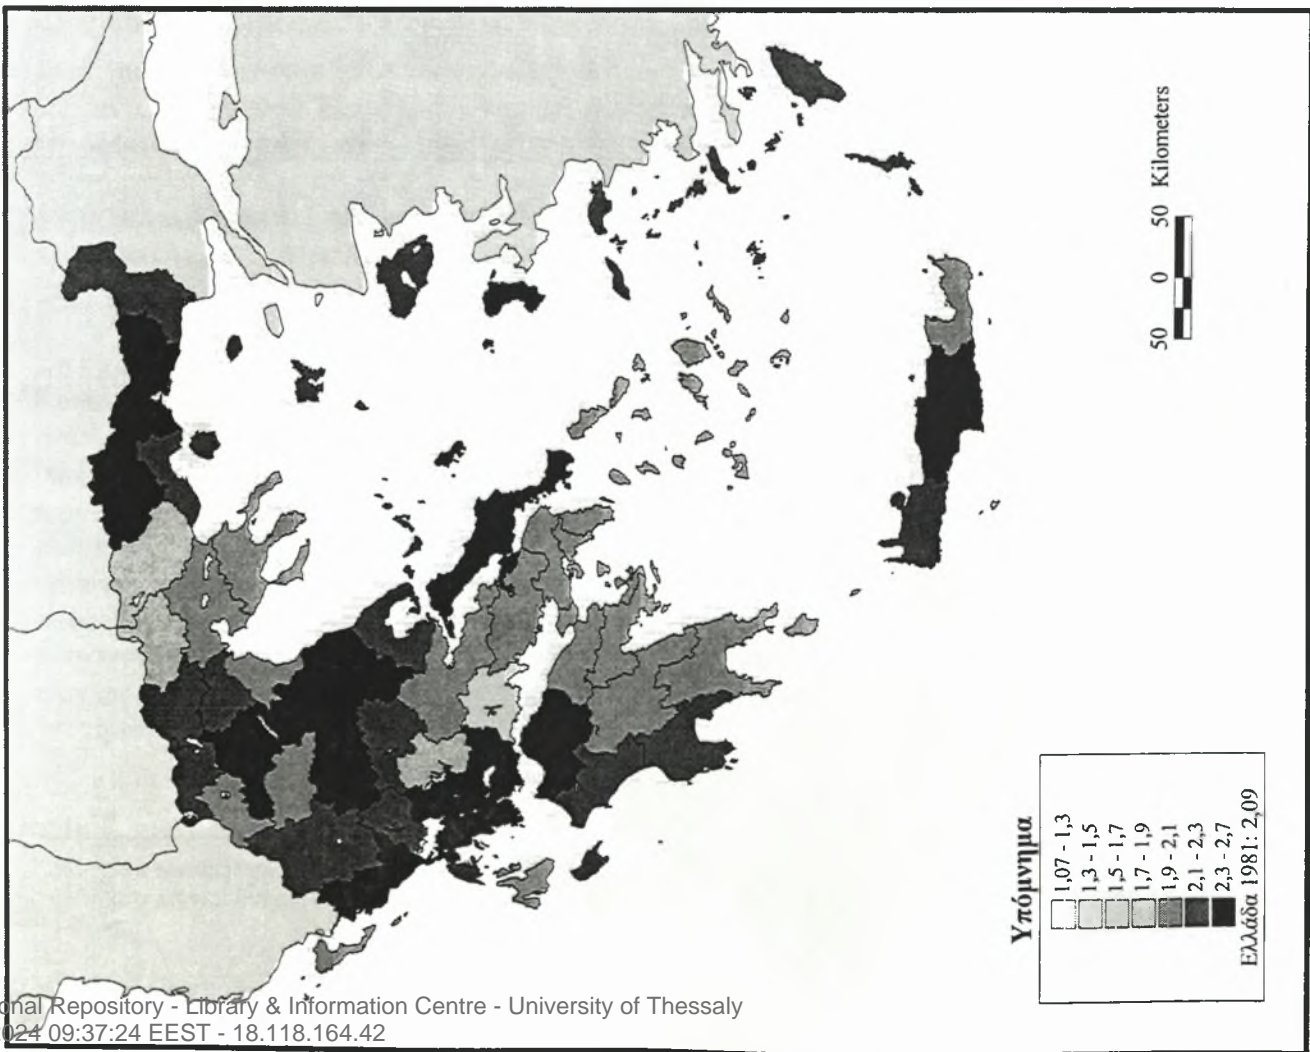 50 0 50 Kilometers
Υπόμνημα
1,07 - 1,3
1,3 - 1,5
1,5 - 1,7
1,7 - 1,9
1,9 - 2,1
2,1 - 2,3
2,3 - 2,7
Ελλάδα 1981: 2,09
onal Repository - Library & Information Centre - University of Thessaly
024 09:37:24 EEST - 18.118.164.42